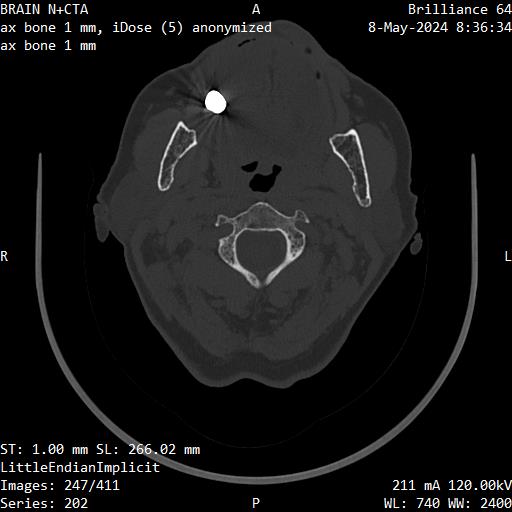 BRAIN N+CTA
A
Brilliance 64
ax bone 1 mm, iDose (5) anonymized
8-May-2024 8:36:34
ax bone 1 mm
R
L
ST: 1.00 mm SL: 266.02 mm
LittleEndianImplicit
Images: 247/411
211 mA 120.00kV
Series: 202
P
WL: 740 WW: 2400